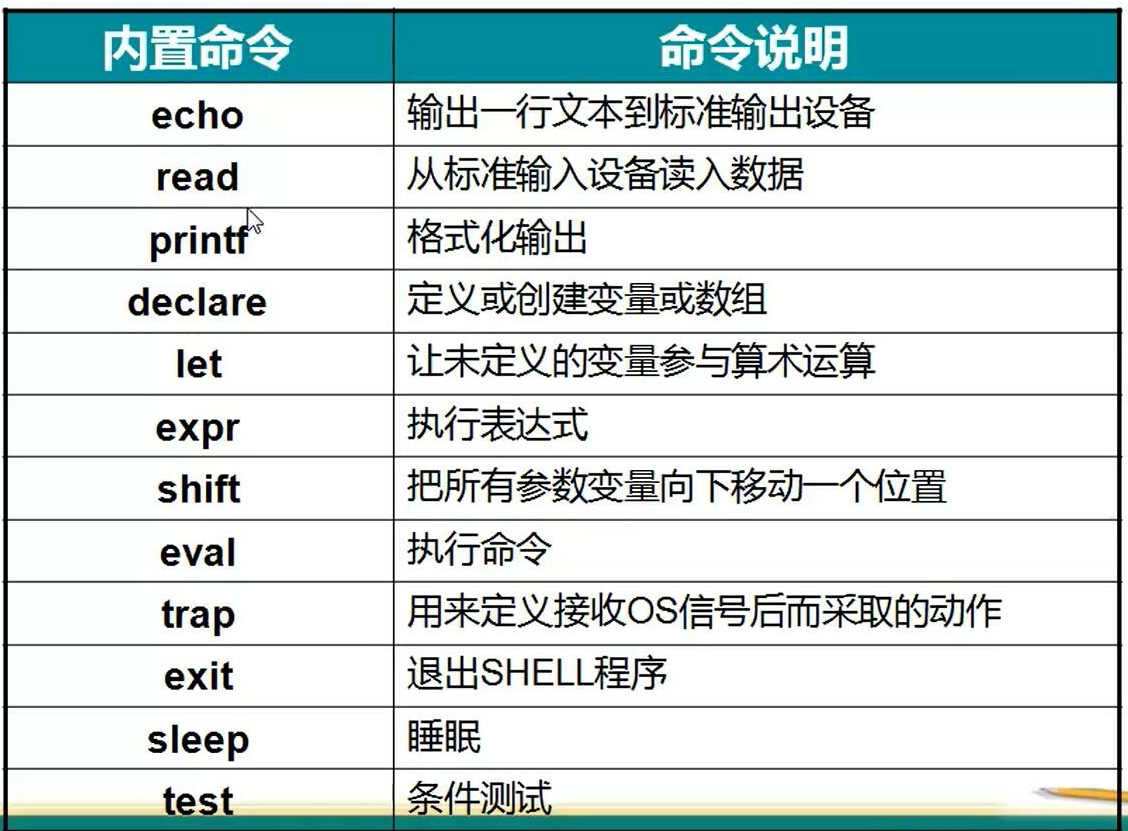 内置命令 命令说明
echo 输出一行文本到标准输出设备
read 从标准输入设备读入数据
printf 格式化输出
declare 定义或创建变量或数组
let 让未定义的变量参与算术运算
expr 执行表达式
shift 把所有参数变量向下移动一个位置
eval 执行命令
trap 用来定义接收OS信号后而采取的动作
exit 退出SHELL程序
sleep 睡眠
test 条件测试